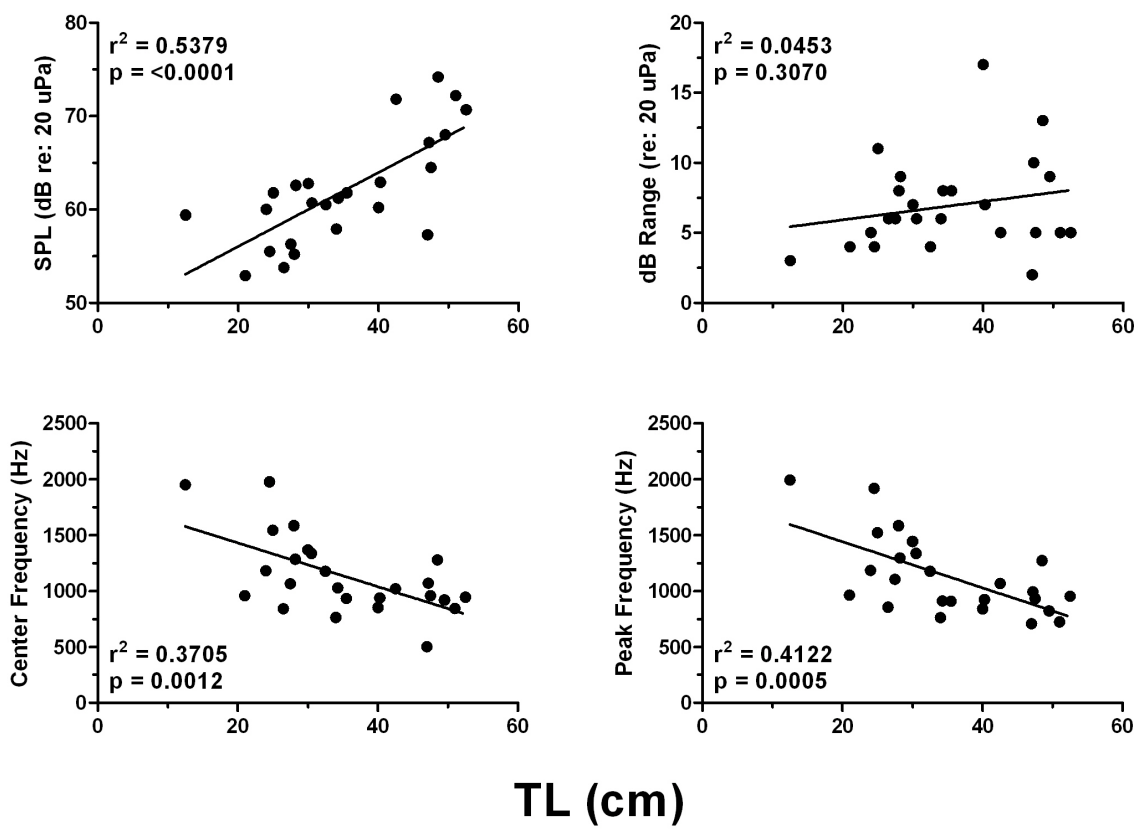 SPL (dB re: 20 uPa)
80
70
60
50
r² = 0.5379
p = <0.0001
0 20 40 60
dB Range (re: 20 uPa)
20
15
10
5
0
r² = 0.0453
p = 0.3070
0 20 40 60
Center Frequency (Hz)
2500
2000
1500
1000
500
0
r² = 0.3705
p = 0.0012
0 20 40 60
Peak Frequency (Hz)
2500
2000
1500
1000
500
0
r² = 0.4122
p = 0.0005
0 20 40 60
TL (cm)